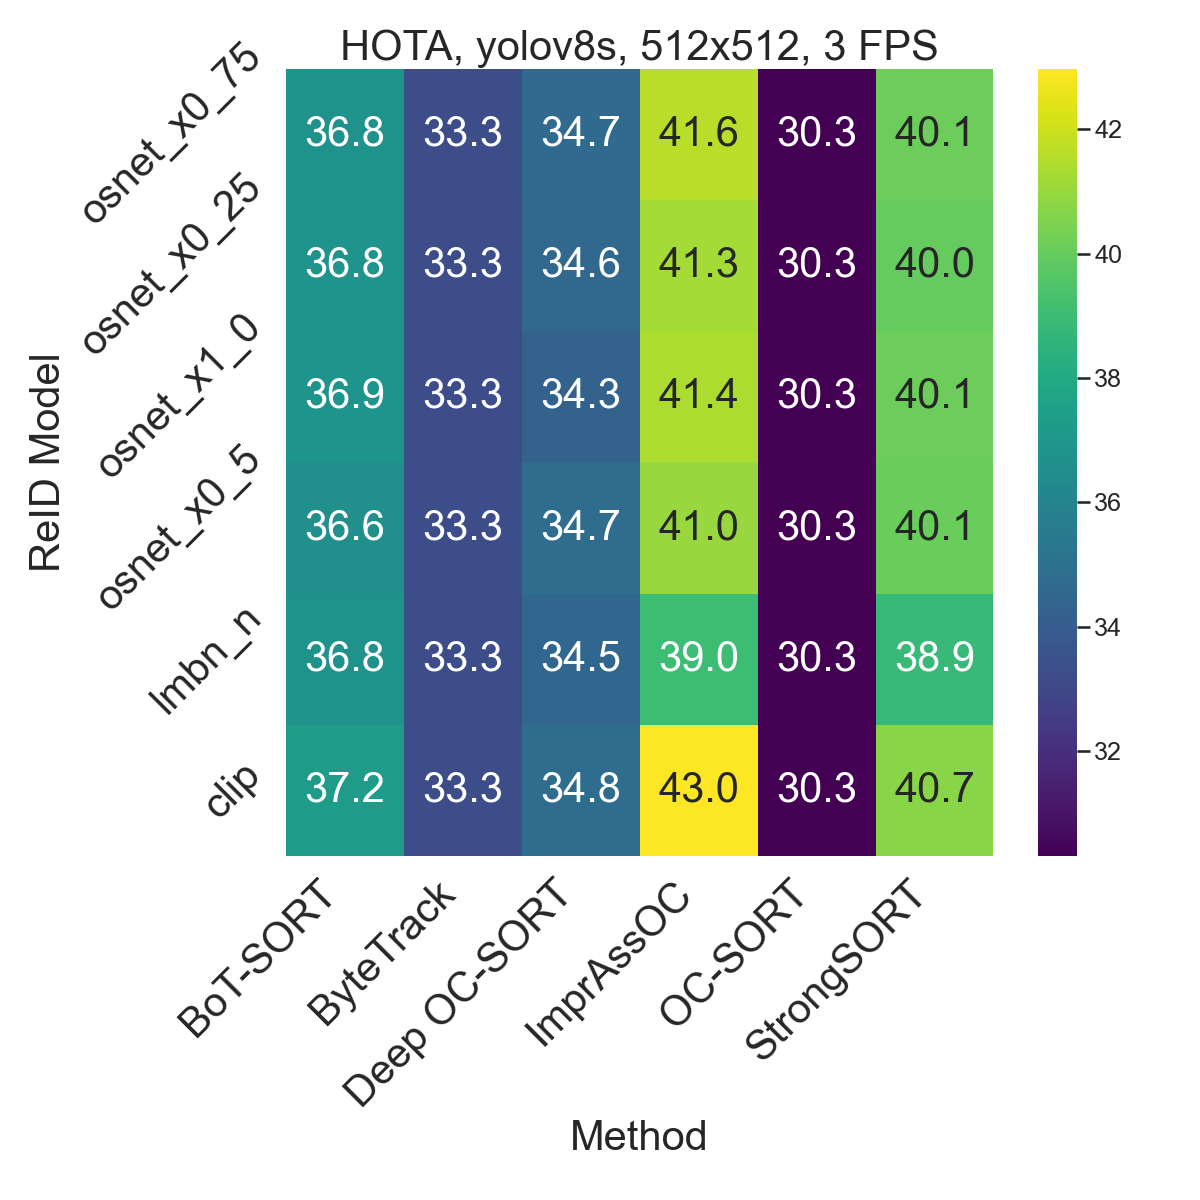 HOTA, yolov8s, 512x512, 3 FPS
ReID Model
osnet_x0_75 36.8 33.3 34.7 41.6 30.3 40.1
osnet_x0_25 36.8 33.3 34.6 41.3 30.3 40.0
osnet_x1_0 36.9 33.3 34.3 41.4 30.3 40.1
osnet_x0_5 36.6 33.3 34.7 41.0 30.3 40.1
lmbn_n 36.8 33.3 34.5 39.0 30.3 38.9
clip 37.2 33.3 34.8 43.0 30.3 40.7
BoT-SORT ByteTrack Deep OC-SORT ImprAssOC OC-SORT StrongSORT
Method
42
40
38
36
34
32